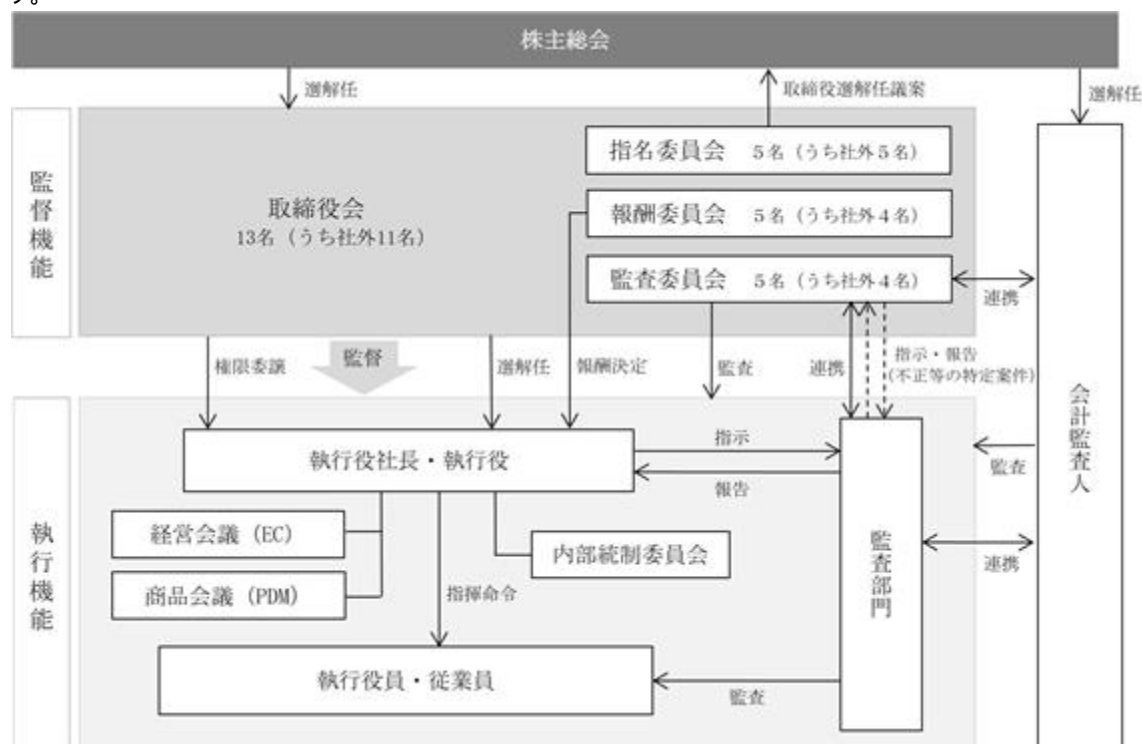 す。
株主総会
選解任
取締役選解任議案
選解任
監督機能
取締役会
13名（うち社外11名）
指名委員会　５名（うち社外５名）
報酬委員会　５名（うち社外４名）
監査委員会　５名（うち社外４名）
連携
権限委譲
監督
選解任
報酬決定
監査
連携
指示・報告
(不正等の特定案件)
会計監査人
執行機能
執行役社長・執行役
指示
報告
監査
経営会議（EC）
商品会議（PDM）
内部統制委員会
指揮命令
監査部門
連携
執行役員・従業員
監査